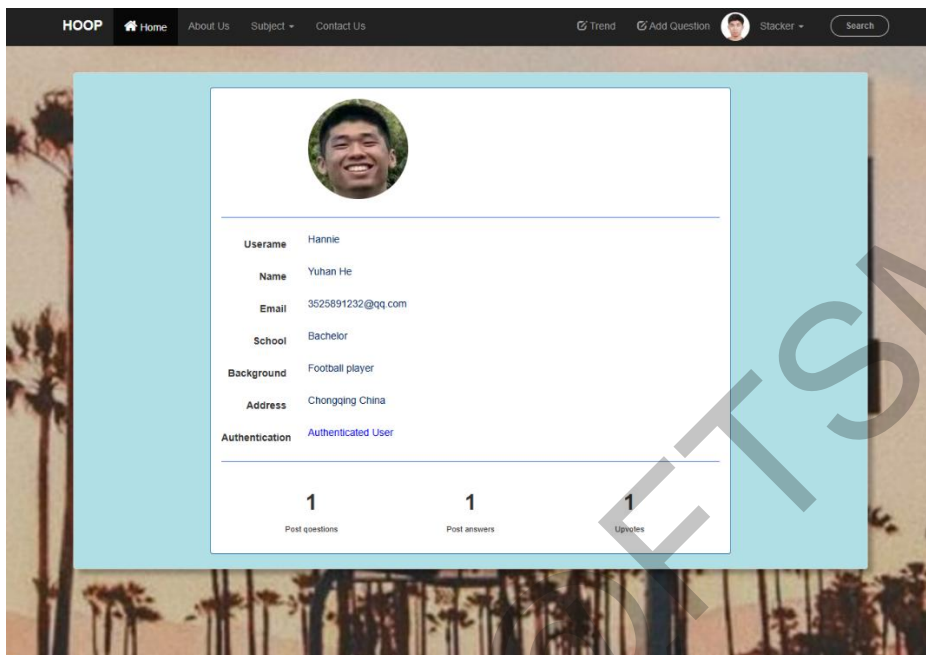 HOOP Home About Us Subject Contact Us Trend Add Question Stacker Search
Userame Hannie
Name Yuhan He
Email 3525891232@qq.com
School Bachelor
Background Football player
Address Chongqing China
Authentication Authenticated User
1 1 1
Post qoestions Post answers Upvotes